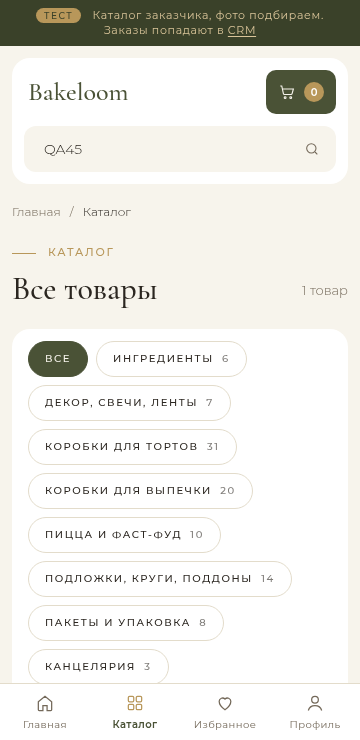 ТЕСТ Каталог заказчика, фото подбираем.
Заказы попадают в CRM
Bakeloom
0
QA45
Главная / Каталог
КАТАЛОГ
Все товары
1 товар
ВСЕ
ИНГРЕДИЕНТЫ 6
ДЕКОР, СВЕЧИ, ЛЕНТЫ 7
КОРОБКИ ДЛЯ ТОРТОВ 31
КОРОБКИ ДЛЯ ВЫПЕЧКИ 20
ПИЦЦА И ФАСТ-ФУД 10
ПОДЛОЖКИ, КРУГИ, ПОДДОНЫ 14
ПАКЕТЫ И УПАКОВКА 8
КАНЦЕЛЯРИЯ 3
Главная
Каталог
Избранное
Профиль